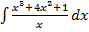 ∫ (x³+4x²+1)/x dx